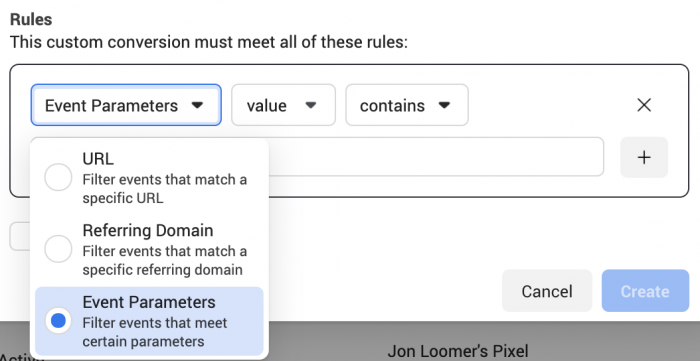 Rules
This custom conversion must meet all of these rules:
Event Parameters value contains
URL
Filter events that match a
specific URL
Referring Domain
Filter events that match a
specific referring domain
Event Parameters
Filter events that meet
certain parameters
Cancel Create
Jon Loomer's Pixel